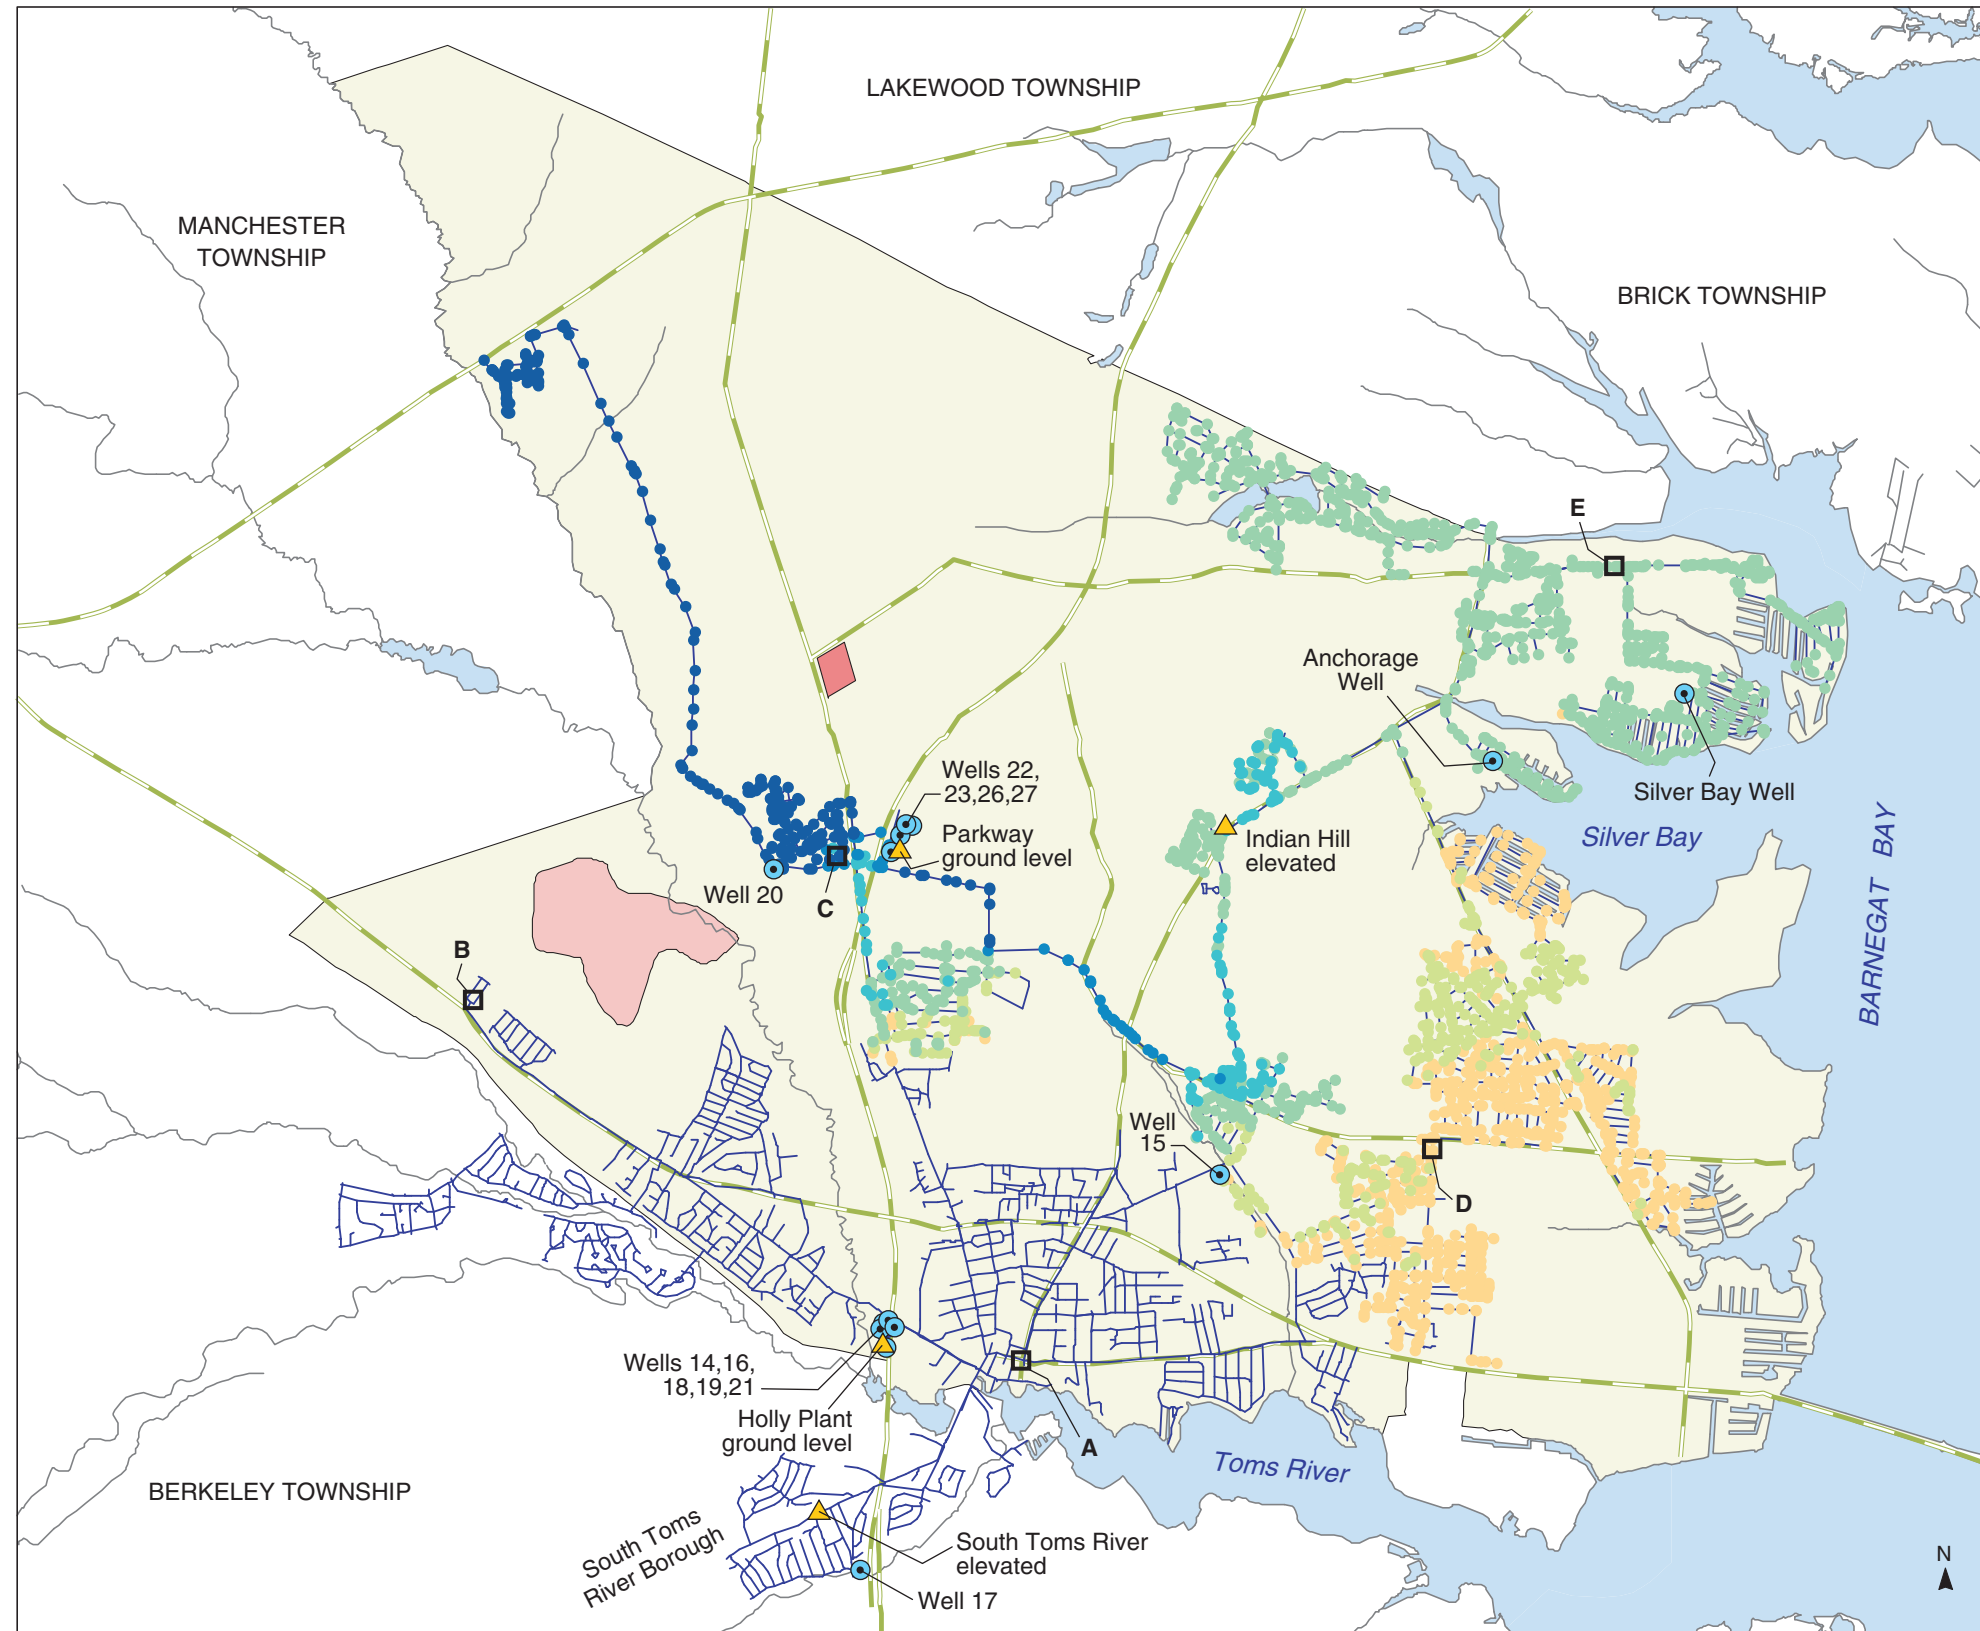 LAKEWOOD TOWNSHIP
MANCHESTER
TOWNSHIP
BRICK TOWNSHIP
E
Anchorage
Well
Silver Bay Well
Wells 22,
23,26,27
Parkway
ground level
Indian Hill
elevated
Silver Bay
BARNEGAT BAY
Well 20
C
B
Well
15
D
Wells 14,16,
18,19,21
Holly Plant
ground level
A
Toms River
BERKELEY TOWNSHIP
South Toms
River Borough
South Toms River
elevated
Well 17
N